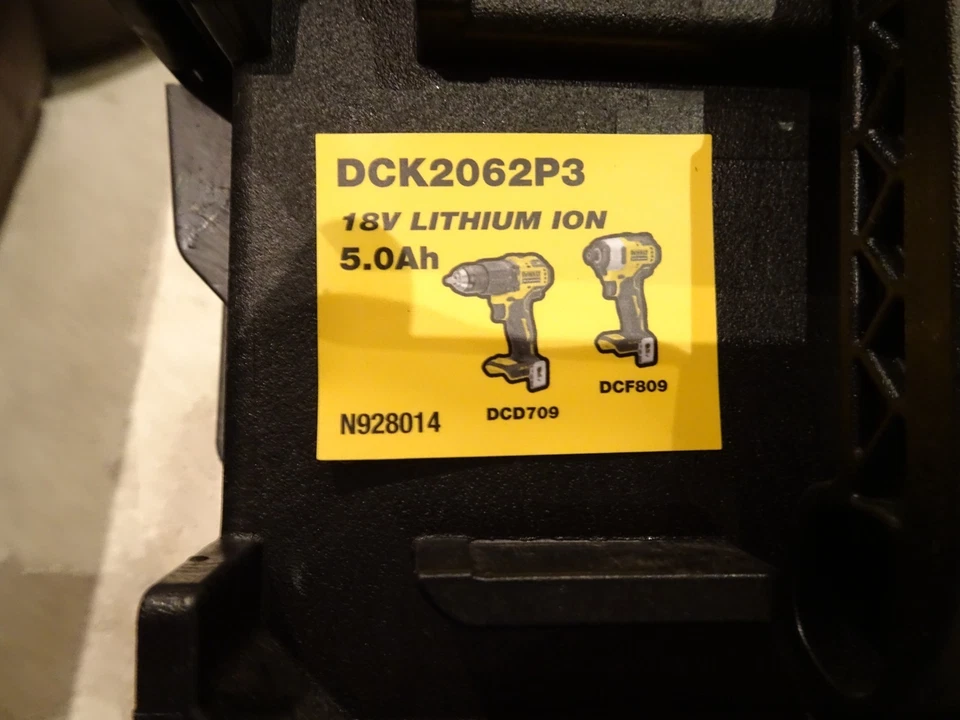 DCK2062P3
18V LITHIUM ION
5.0Ah
DCF809
DCD709
N928014